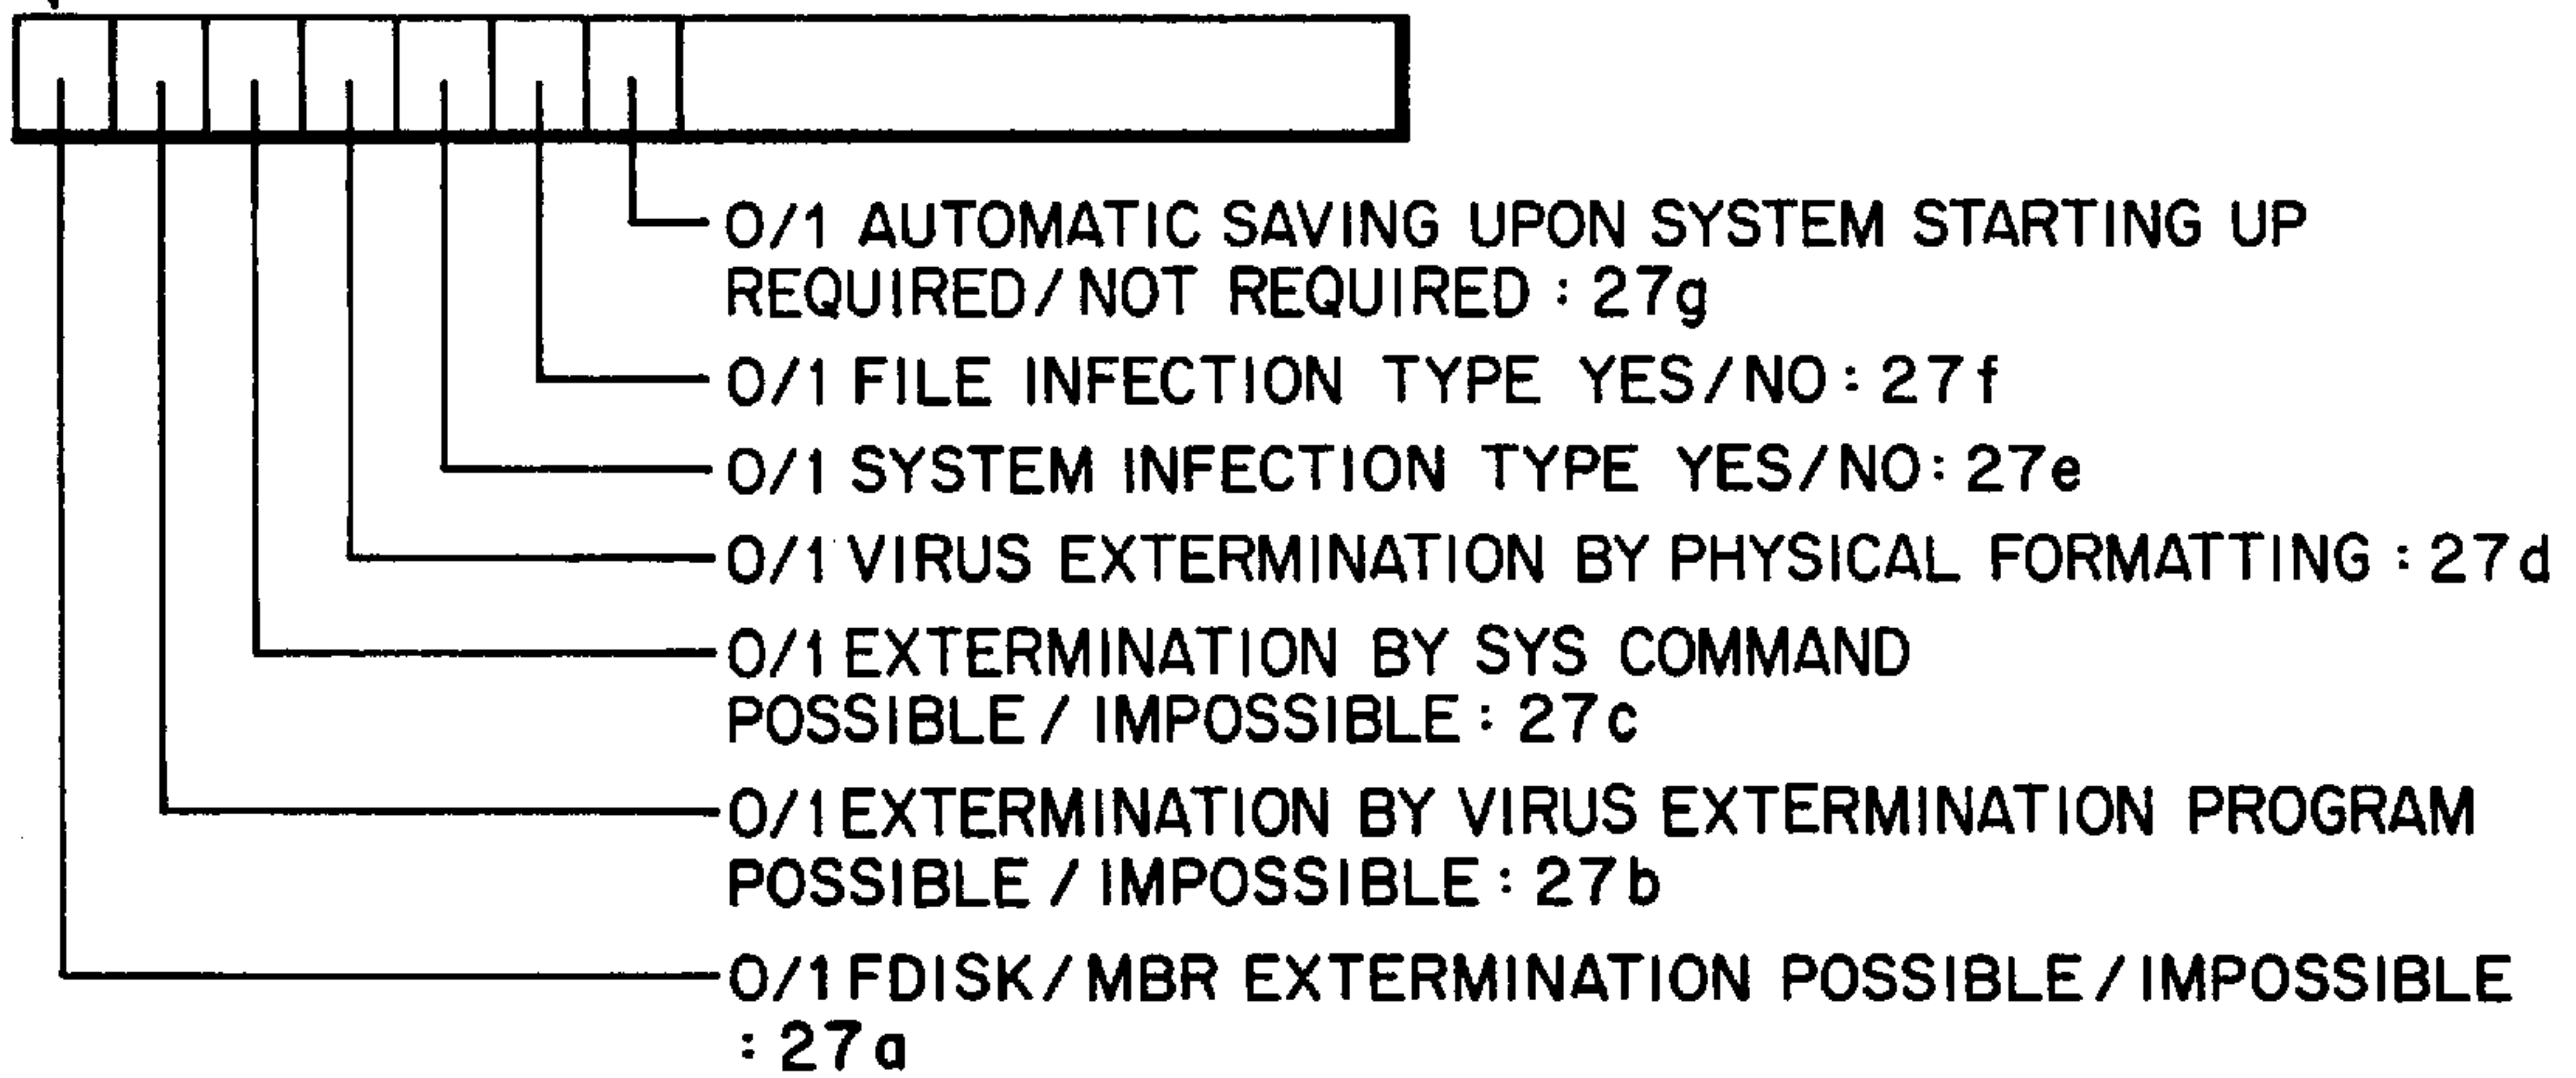 0/1 AUTOMATIC SAVING UPON SYSTEM STARTING UP
REQUIRED/NOT REQUIRED : 27g
0/1 FILE INFECTION TYPE YES/NO : 27f
0/1 SYSTEM INFECTION TYPE YES/NO : 27e
0/1 VIRUS EXTERMINATION BY PHYSICAL FORMATTING : 27d
0/1 EXTERMINATION BY SYS COMMAND
POSSIBLE / IMPOSSIBLE : 27c
0/1 EXTERMINATION BY VIRUS EXTERMINATION PROGRAM
POSSIBLE / IMPOSSIBLE : 27b
0/1 FDISK/MBR EXTERMINATION POSSIBLE/IMPOSSIBLE
: 27a